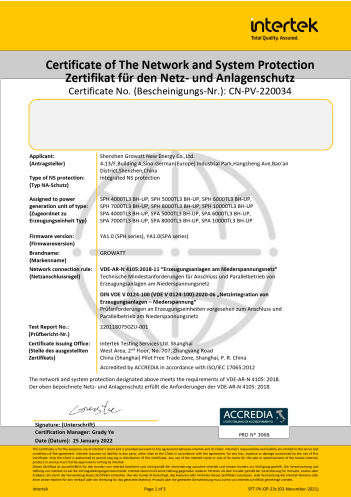 intertek
Total Quality. Assured.
Certificate of The Network and System Protection
Zertifikat für den Netz- und Anlagenschutz
Certificate No. (Bescheinigungs-Nr.): CN-PV-220034
Applicant: Shenzhen Growatt New Energy Co.,Ltd.
(Antragsteller) 4-13/F,Building A,Sino-German(Europe) Industrial Park,Hangcheng Ave,Bao'an
District,Shenzhen,China
Type of NS protection: Integrated NS protection
(Typ NA-Schutz)
Assigned to power SPH 4000TL3 BH-UP, SPH 5000TL3 BH-UP, SPH 6000TL3 BH-UP,
generation unit of type: SPH 7000TL3 BH-UP, SPH 8000TL3 BH-UP, SPH 10000TL3 BH-UP
(Zugeordnet zu SPA 4000TL3 BH-UP, SPA 5000TL3 BH-UP, SPA 6000TL3 BH-UP,
Erzeugungseinheit Typ) SPA 7000TL3 BH-UP, SPA 8000TL3 BH-UP, SPA 10000TL3 BH-UP
Firmware version: YA1.0 (SPH series), YA1.0(SPA series)
(Firmwareversion)
Brandname: GROWATT
(Markenname)
Network connection rule: VDE-AR-N 4105:2018-11 "Erzeugungsanlagen am Niederspannungsnetz"
(Netzanschlussregel) Technische Mindestanforderungen für Anschluss und Parallelbetrieb von
Erzeugungsanlagen am Niederspannungsnetz
DIN VDE V 0124-100 (VDE V 0124-100):2020-06 „Netzintegration von
Erzeugungsanlagen – Niederspannung"
Prüfanforderungen an Erzeugungseinheiten vorgesehen zum Anschluss und
Parallelbetrieb am Niederspannungsnetz
Test Report No.: 220118075GZU-001
(Prüfbericht-Nr.)
Certificate Issuing Office: Intertek Testing Services Ltd. Shanghai
(Stelle des ausgestellten West Area, 2nd Floor, No. 707, Zhangyang Road
Zertifikats) China (Shanghai) Pilot Free Trade Zone, Shanghai, P. R. China
Accredited by ACCREDIA in accordance with ISO/IEC 17065:2012
The network and system protection designated above meets the requirements of VDE-AR-N 4105: 2018.
Der oben bezeichnete Netz- und Anlagenschutz erfüllt die Anforderungen der VDE-AR-N 4105: 2018.
ACCREDIA
Signature: (Unterschrift)
Certification Manager: Grady Ye
Date (Datum): 25 January 2022
PRD N° 306B
Intertek Page 1 of 3 SFT-PV-OP-23c (03-November-2021)